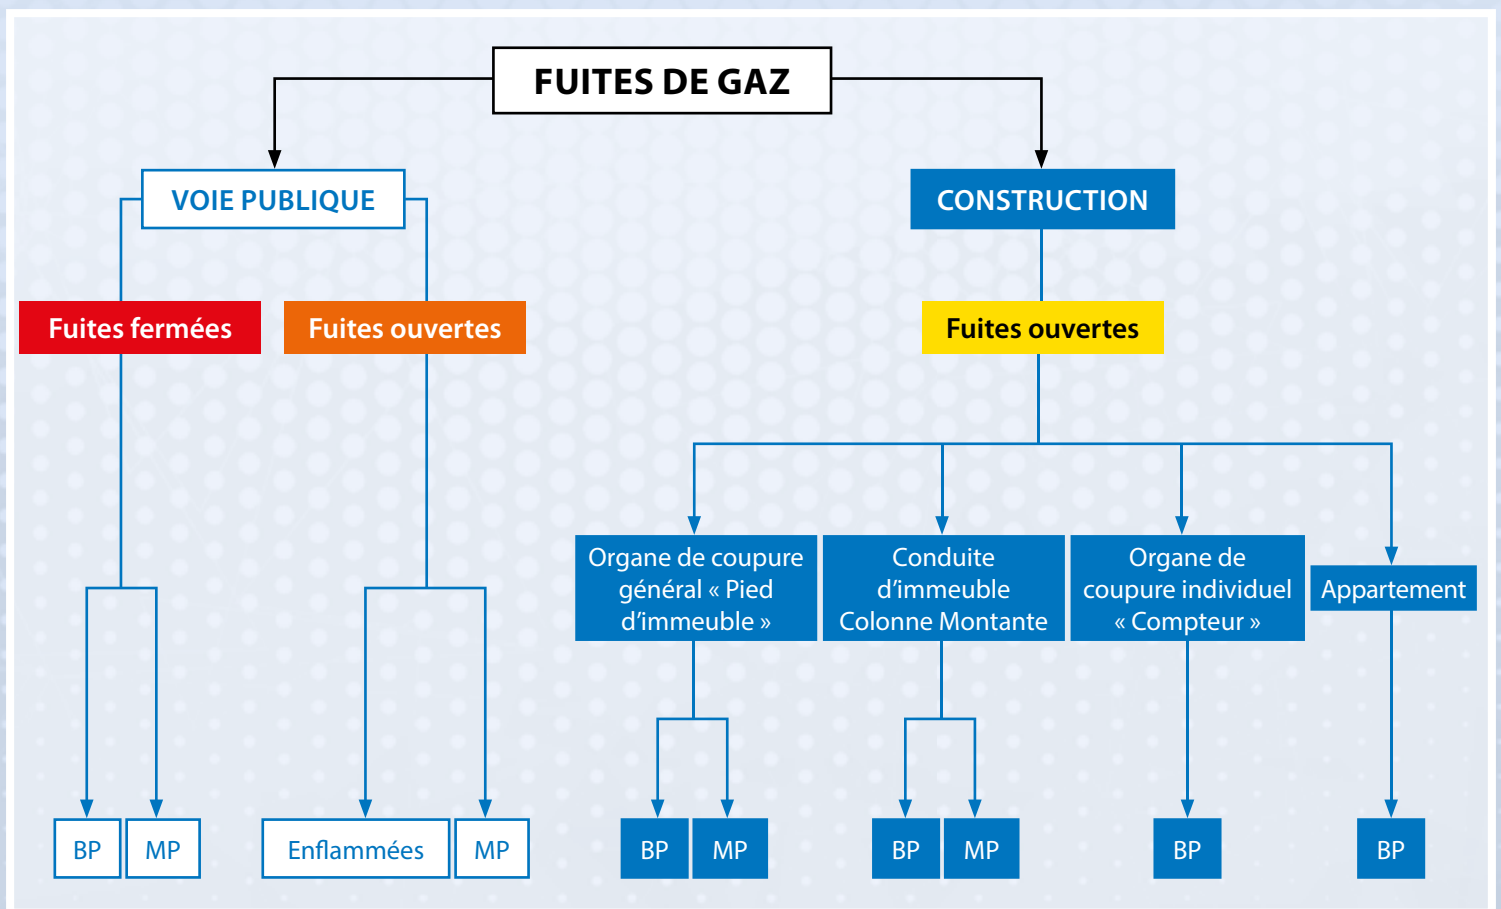 FUITES DE GAZ
VOIE PUBLIQUE
CONSTRUCTION
Fuites fermées
Fuites ouvertes
Fuites ouvertes
Organe de coupure
général « Pied
d’immeuble »
Conduite
d’immeuble
Colonne Montante
Organe de
coupure individuel
« Compteur »
Appartement
BP
MP
Enflammées
MP
BP
MP
BP
MP
BP
BP